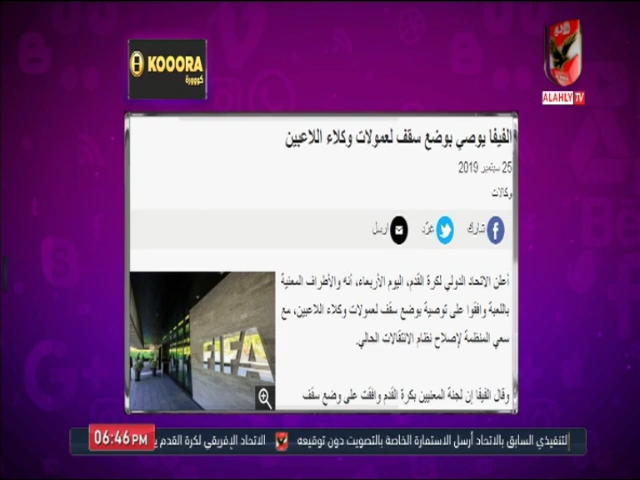 KOOORA
كووورة
ALAHLY TV
الفيفا يوصي بوضع سقف لعمولات وكلاء اللاعبين
25 سبتمبر 2019
وكالات
شارك
غرّد
ارسل
أعلن الاتحاد الدولي لكرة القدم، اليوم الأربعاء، أنه والأطراف المعنية
باللعبة وافقوا على توصية بوضع سقف لعمولات وكلاء اللاعبين، مع
سعي المنظمة لإصلاح نظام الانتقالات الحالي.
وقال الفيفا إن لجنة المعنيين بكرة القدم وافقت على وضع سقف
FIFA
06:46 PM
لتنفيذي السابق بالاتحاد أرسل الاستمارة الخاصة بالتصويت دون توقيعه
الاتحاد الإفريقي لكرة القدم